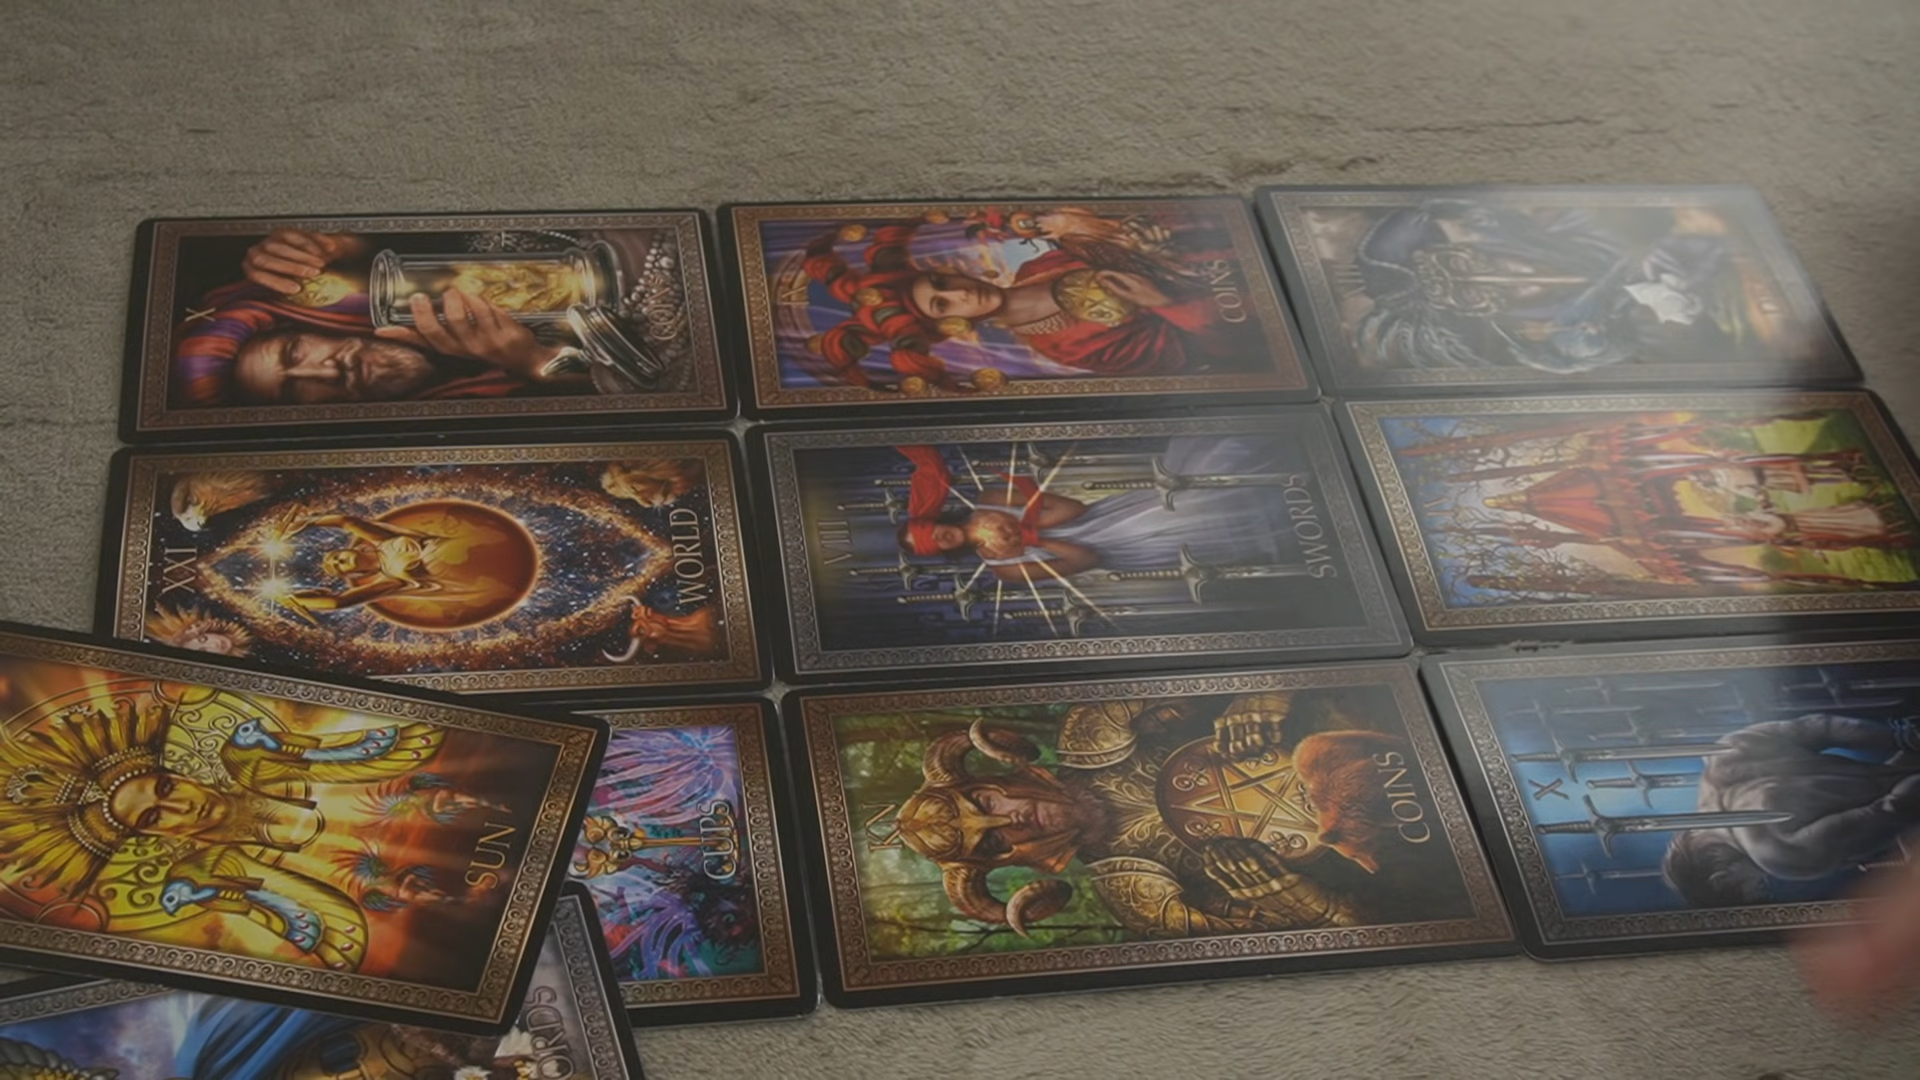 X
COINS
COINS
XXI
WORLD
VIII
SWORDS
SUN
CUPS
KN
COINS
X